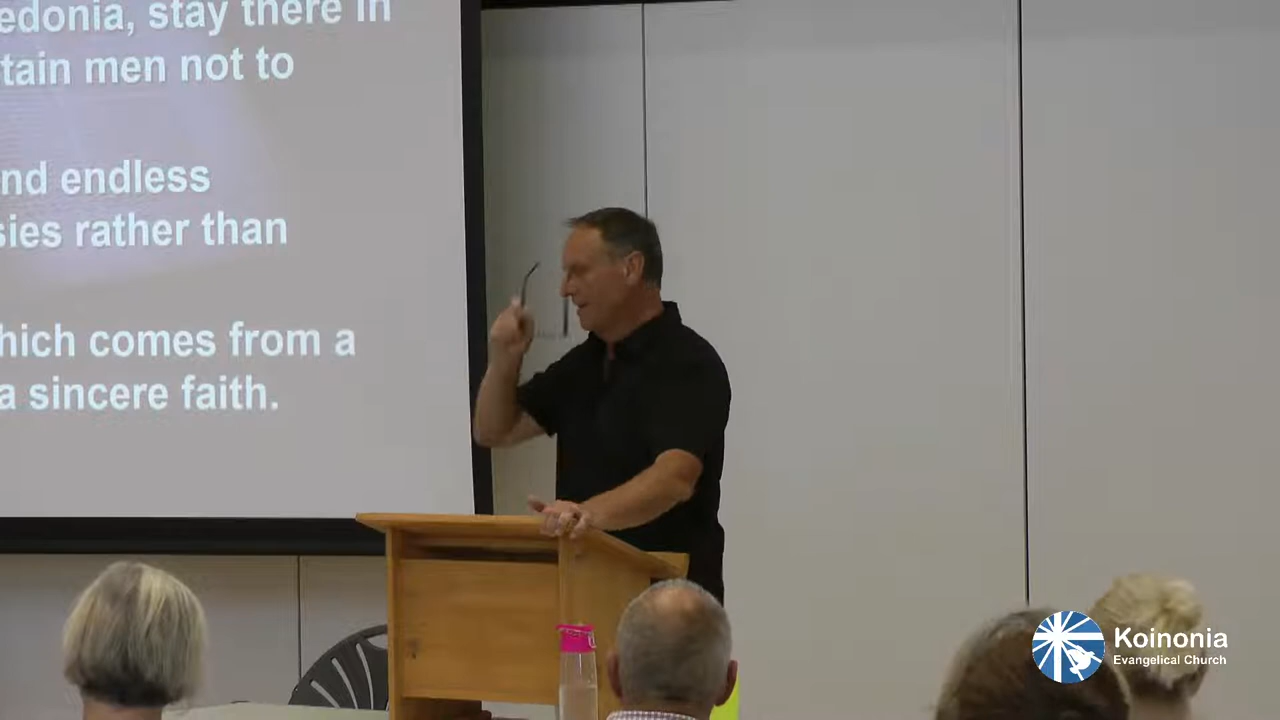 edonia, stay there in
tain men not to
nd endless
sies rather than
hich comes from a
a sincere faith.
Koinonia
Evangelical Church